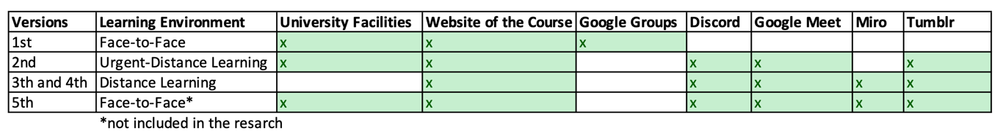 Versions Learning Environment University Facilities Website of the Course Google Groups Discord Google Meet Miro Tumblr
1st Face-to-Face x x x
2nd Urgent-Distance Learning x x x x x
3th and 4th Distance Learning x x x x x
5th Face-to-Face* x x x x x x
*not included in the resarch